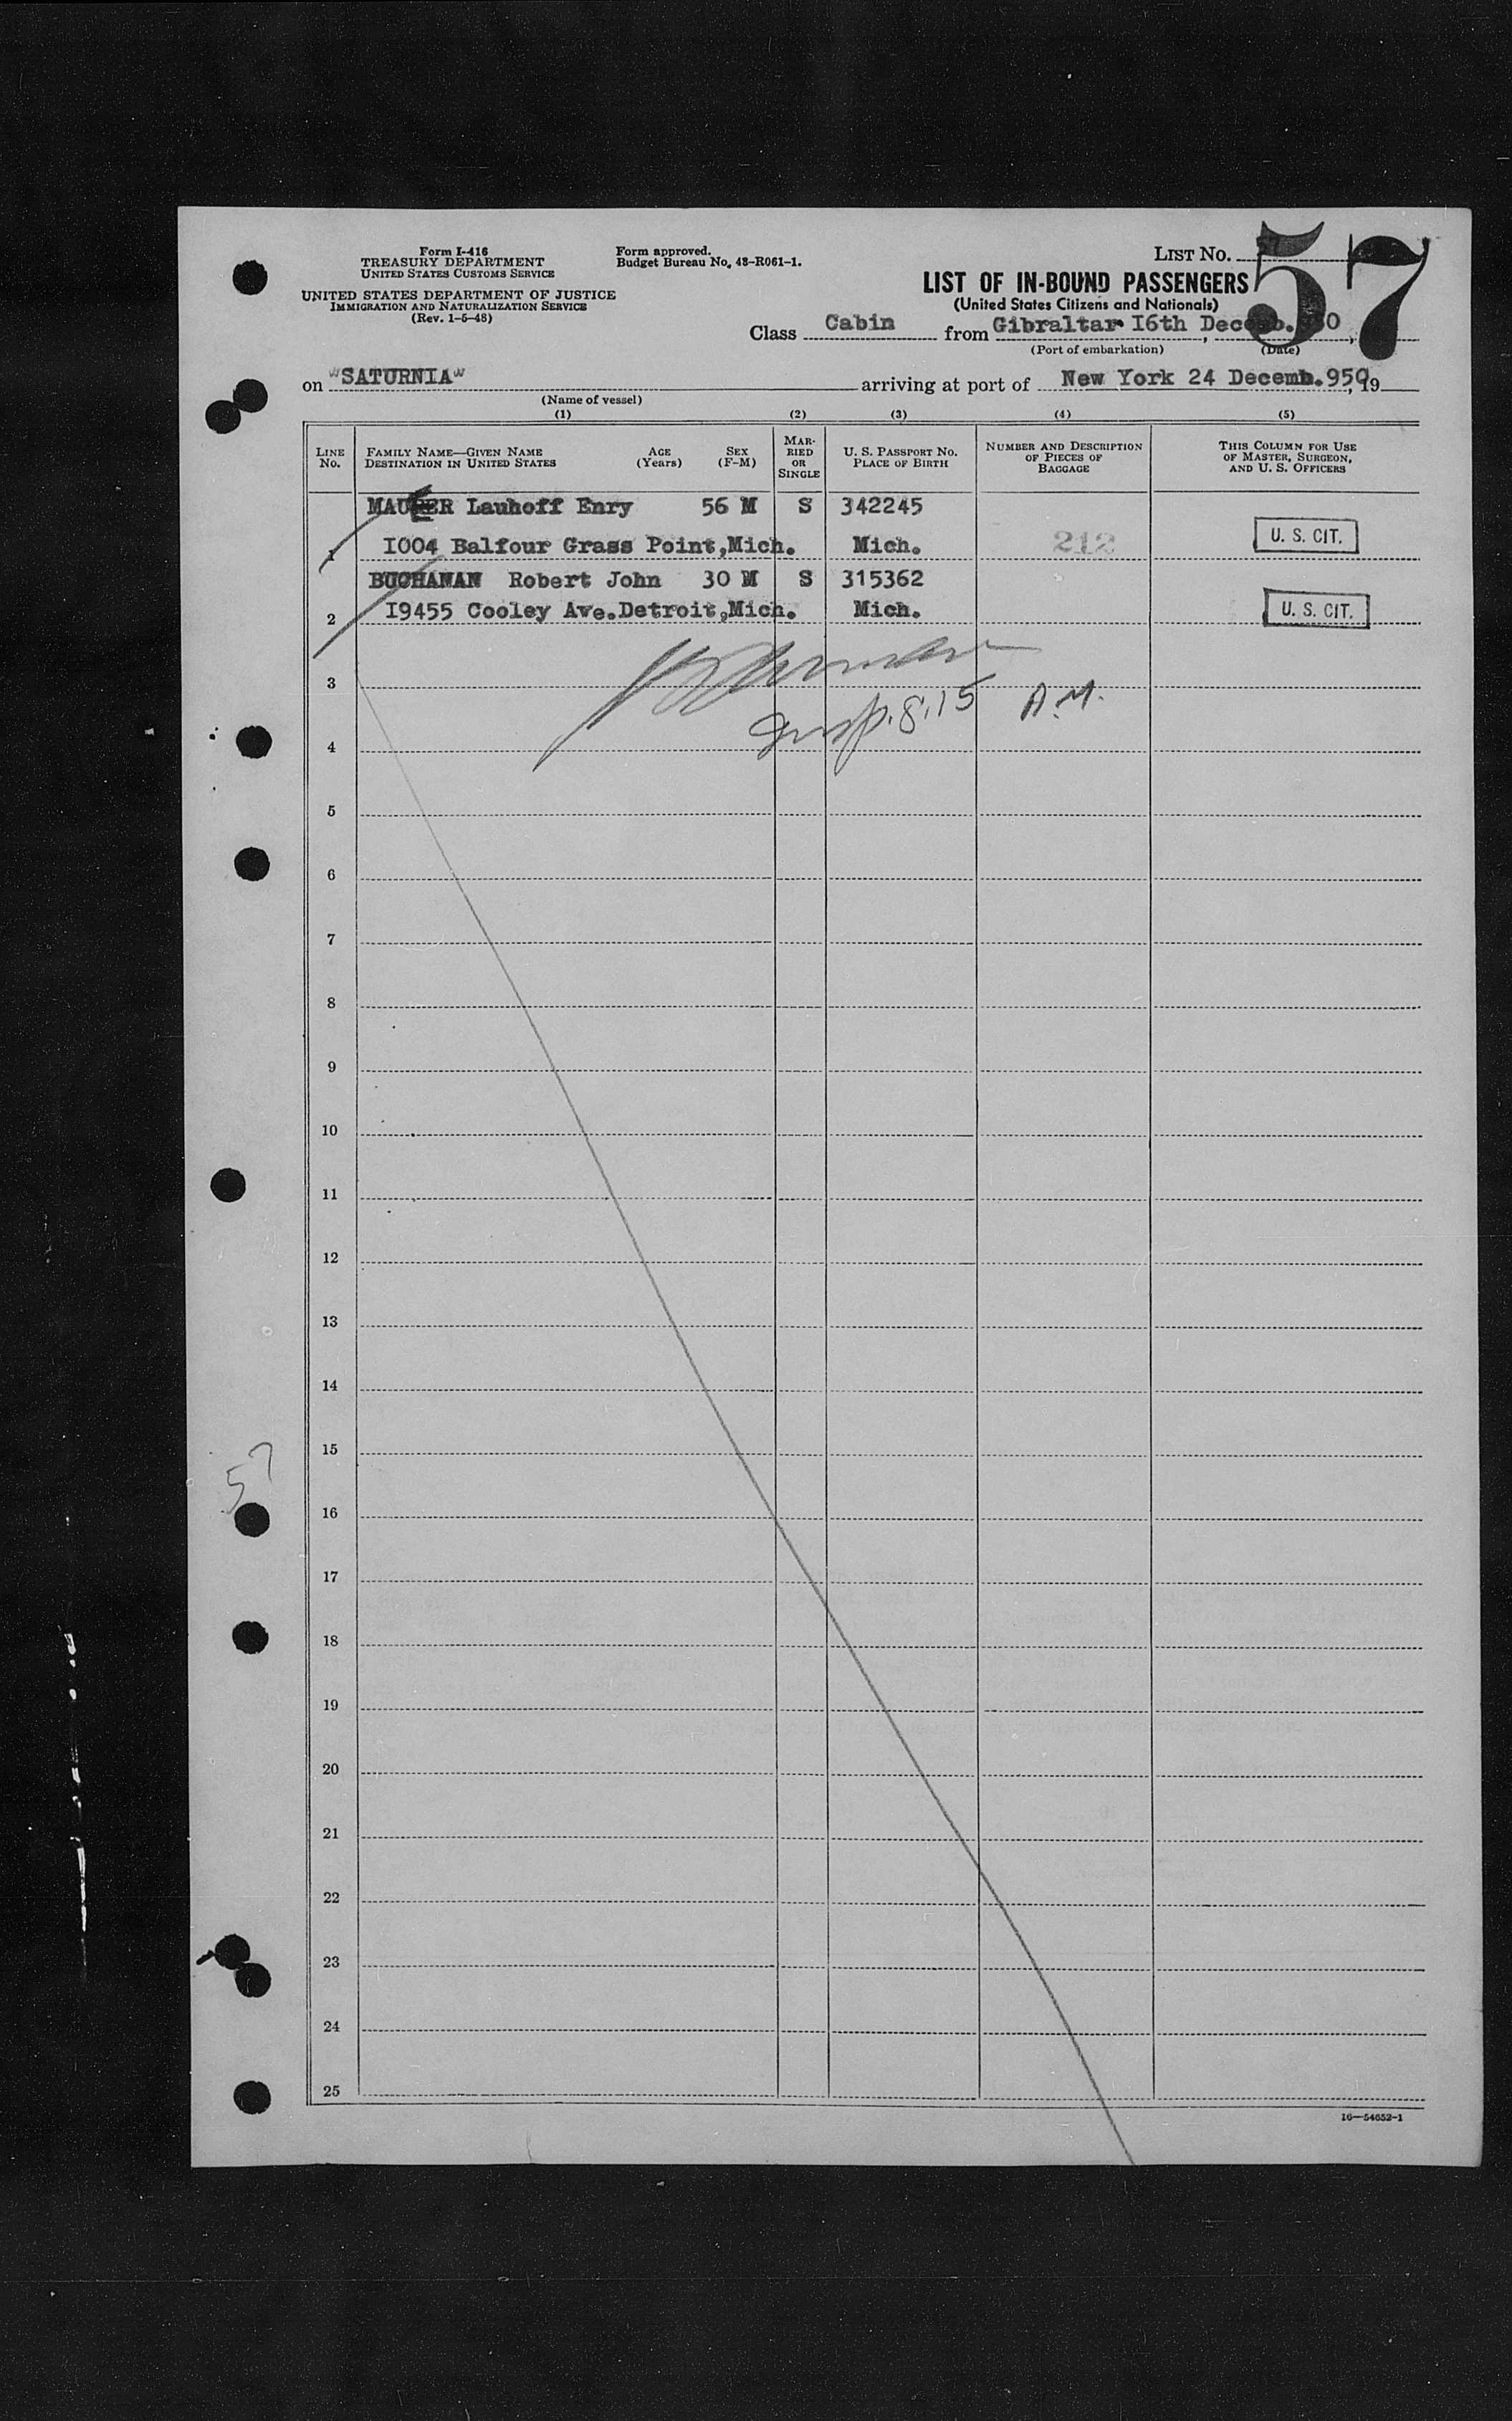 Form I-416
TREASURY DEPARTMENT
UNITED STATES CUSTOMS SERVICE
UNITED STATES DEPARTMENT OF JUSTICE
IMMIGRATION AND NATURALIZATION SERVICE
(Rev. 1-5-48)
Form approved.
Budget Bureau No. 43-R061-1.
LIST No. 57
LIST OF IN-BOUND PASSENGERS
(United States Citizens and Nationals)
Class Cabin from Gibraltar I6th Decemb.
(Port of embarkation) (Date)
on "SATURNIA" arriving at port of New York 24 Decemb. 950, 19
(Name of vessel)
(1) (2) (3) (4) (5)
LINE No. FAMILY NAME—GIVEN NAME DESTINATION IN UNITED STATES AGE (Years) SEX (F-M) MARRIED OR SINGLE U. S. PASSPORT No. PLACE OF BIRTH NUMBER AND DESCRIPTION OF PIECES OF BAGGAGE THIS COLUMN FOR USE OF MASTER, SURGEON, AND U. S. OFFICERS
MAURER Lauhoff Enry 56 M S 342245
1 I004 Balfour Grass Point,Mich. Mich. 212 U. S. CIT.
BUCHANAN Robert John 30 M S 315362
2 I9455 Cooley Ave.Detroit,Mich. Mich. U. S. CIT.
3
Insp. 8.15 A.M.
4
5
6
7
8
9
10
11
12
13
14
15
57
16
17
18
19
20
21
22
23
24
25
16—54652-1